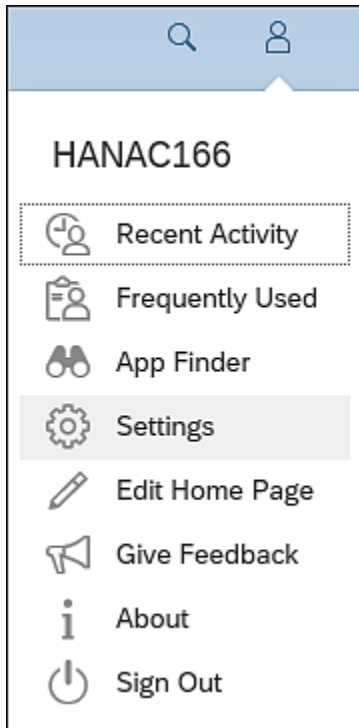 HANAC166
Recent Activity
Frequently Used
App Finder
Settings
Edit Home Page
Give Feedback
About
Sign Out